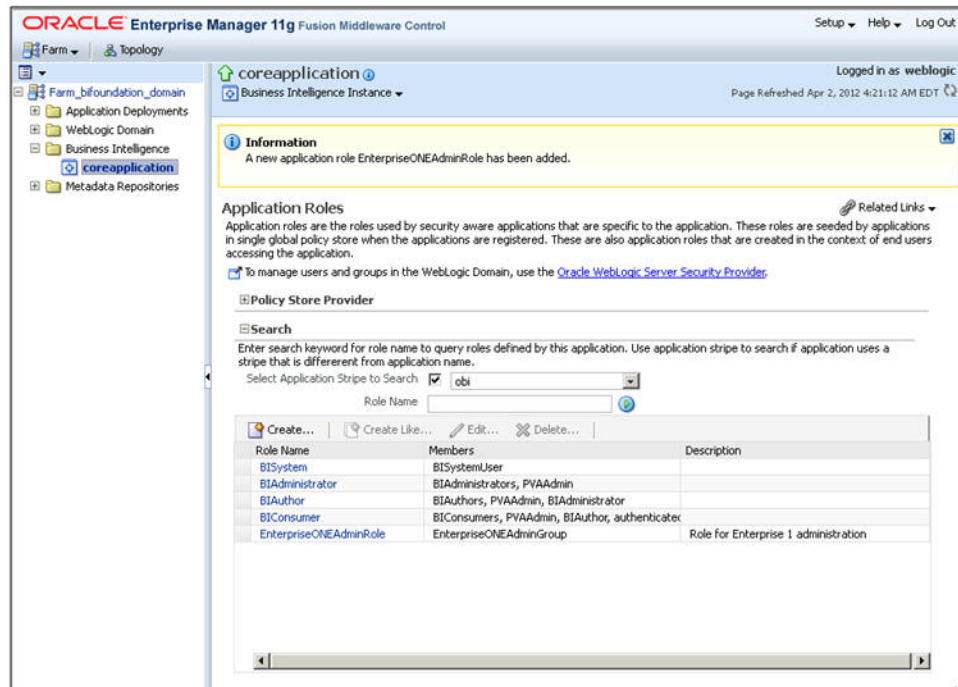 ORACLE Enterprise Manager 11g Fusion Middleware Control
Setup Help Log Out
Farm Topology
Farm_bifoundation_domain
Application Deployments
WebLogic Domain
Business Intelligence
coreapplication
Metadata Repositories
coreapplication
Logged in as weblogic
Business Intelligence Instance
Page Refreshed Apr 2, 2012 4:21:12 AM EDT
Information
A new application role EnterpriseONEAdminRole has been added.
Application Roles
Related Links
Application roles are the roles used by security aware applications that are specific to the application. These roles are seeded by applications
in single global policy store when the applications are registered. These are also application roles that are created in the context of end users
accessing the application.
To manage users and groups in the WebLogic Domain, use the Oracle WebLogic Server Security Provider.
Policy Store Provider
Search
Enter search keyword for role name to query roles defined by this application. Use application stripe to search if application uses a
stripe that is differerent from application name.
Select Application Stripe to Search obi
Role Name
Create... Create Like... Edit... Delete...
Role Name Members Description
BISystem BISystemUser
BIAdministrator BIAdministrators, PVAAdmin
BIAuthor BIAuthors, PVAAdmin, BIAdministrator
BIConsumer BIConsumers, PVAAdmin, BIAuthor, authenticated
EnterpriseONEAdminRole EnterpriseONEAdminGroup Role for Enterprise 1 administration